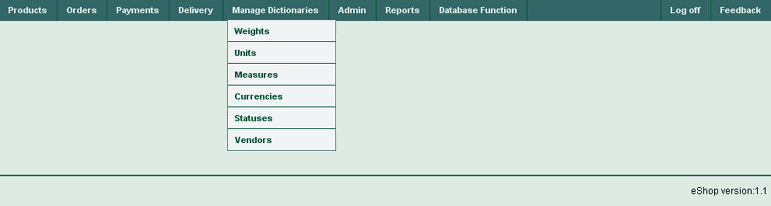 Products Orders Payments Delivery Manage Dictionaries Admin Reports Database Function Log off Feedback
Weights
Units
Measures
Currencies
Statuses
Vendors
eShop version:1.1